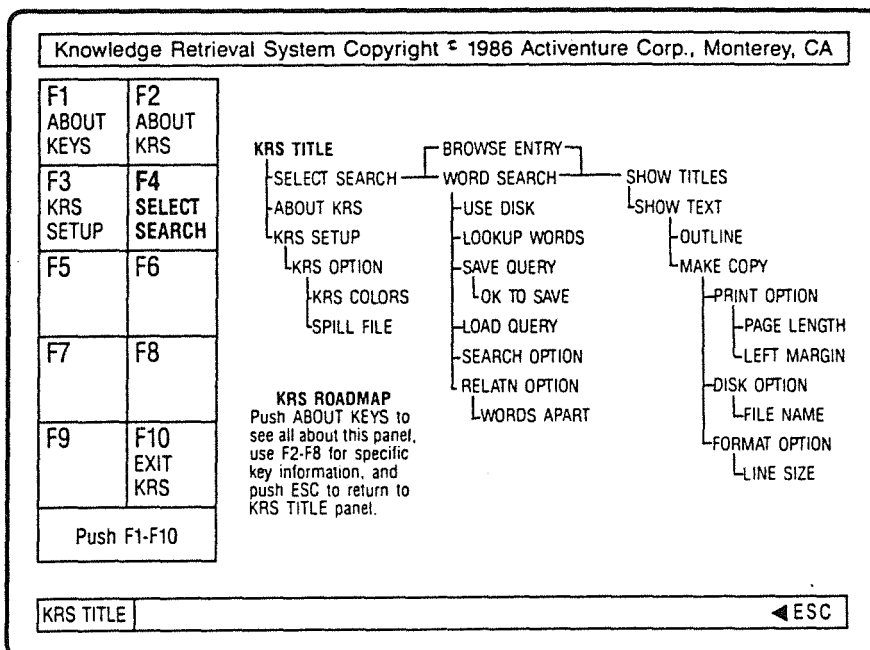 Knowledge Retrieval System Copyright © 1986 Activenture Corp., Monterey, CA
F1
ABOUT
KEYS
F2
ABOUT
KRS
F3
KRS
SETUP
F4
SELECT
SEARCH
F5
F6
F7
F8
F9
F10
EXIT
KRS
Push F1-F10
KRS TITLE
SELECT SEARCH
ABOUT KRS
KRS SETUP
KRS OPTION
KRS COLORS
SPILL FILE
BROWSE ENTRY
WORD SEARCH
USE DISK
LOOKUP WORDS
SAVE QUERY
OK TO SAVE
LOAD QUERY
SEARCH OPTION
RELATN OPTION
WORDS APART
SHOW TITLES
SHOW TEXT
OUTLINE
MAKE COPY
PRINT OPTION
PAGE LENGTH
LEFT MARGIN
DISK OPTION
FILE NAME
FORMAT OPTION
LINE SIZE
KRS ROADMAP
Push ABOUT KEYS to
see all about this panel,
use F2-F8 for specific
key information, and
push ESC to return to
KRS TITLE panel.
KRS TITLE
◄ESC